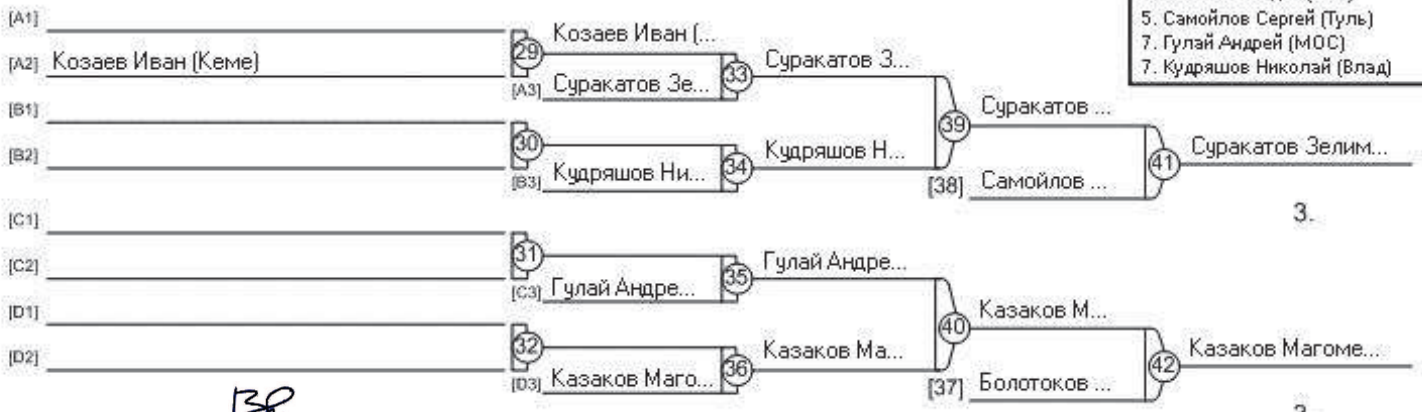 [A1]
Козаев Иван (...
5. Самойлов Сергей (Туль)
7. Гулай Андрей (МОС)
7. Кудряшов Николай (Влад)
[A2] Козаев Иван (Кеме)
29
Суракатов З...
[A3] Суракатов Зе...
33
[B1]
Суракатов ...
39
30
Кудряшов Н...
Суракатов Зелим...
[B2]
[B3] Кудряшов Ни...
34
41
[38] Самойлов ...
3.
[C1]
31
Гулай Андре...
[C2]
[C3] Гулай Андре...
35
[D1]
Казаков М...
40
32
Казаков Ма...
Казаков Магоме...
[D2]
[D3] Казаков Маго...
36
42
[37] Болотоков ...